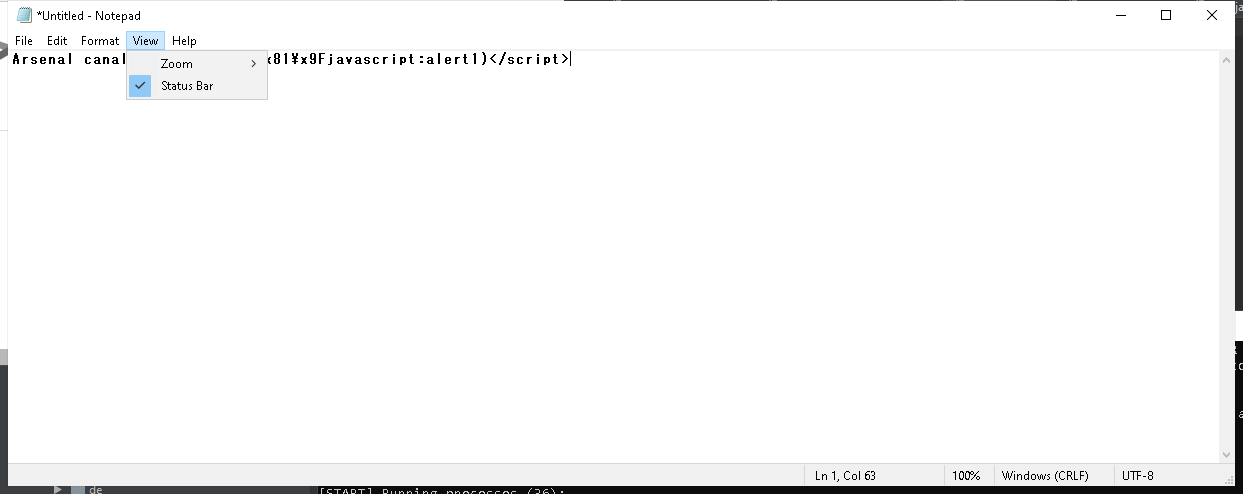 *Untitled - Notepad
File Edit Format View Help
Arsenal canal x81¥x9Fjavascript:alert1)</script>
Zoom
Status Bar
Ln 1, Col 63 100% Windows (CRLF) UTF-8
de
[START] Running processes (36):